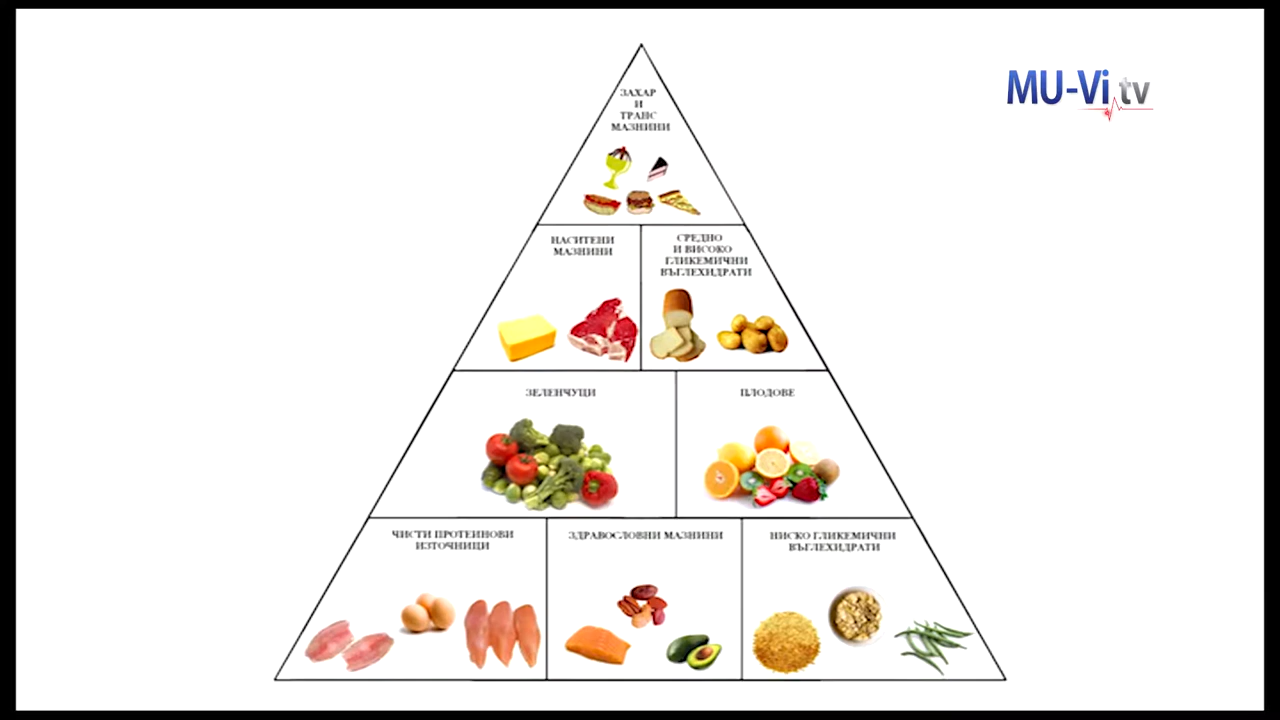 MU-Vi.tv
ЗАХАР
И
ТРАНС
МАЗНИНИ
НАСИТЕНИ
МАЗНИНИ
СРЕДНО
И ВИСОКО
ГЛИКЕМИЧНИ
ВЪГЛЕХИДРАТИ
ЗЕЛЕНЧУЦИ
ПЛОДОВЕ
ЧИСТИ ПРОТЕИНОВИ
ИЗТОЧНИЦИ
ЗДРАВОСЛОВНИ МАЗНИНИ
НИСКО ГЛИКЕМИЧНИ
ВЪГЛЕХИДРАТИ